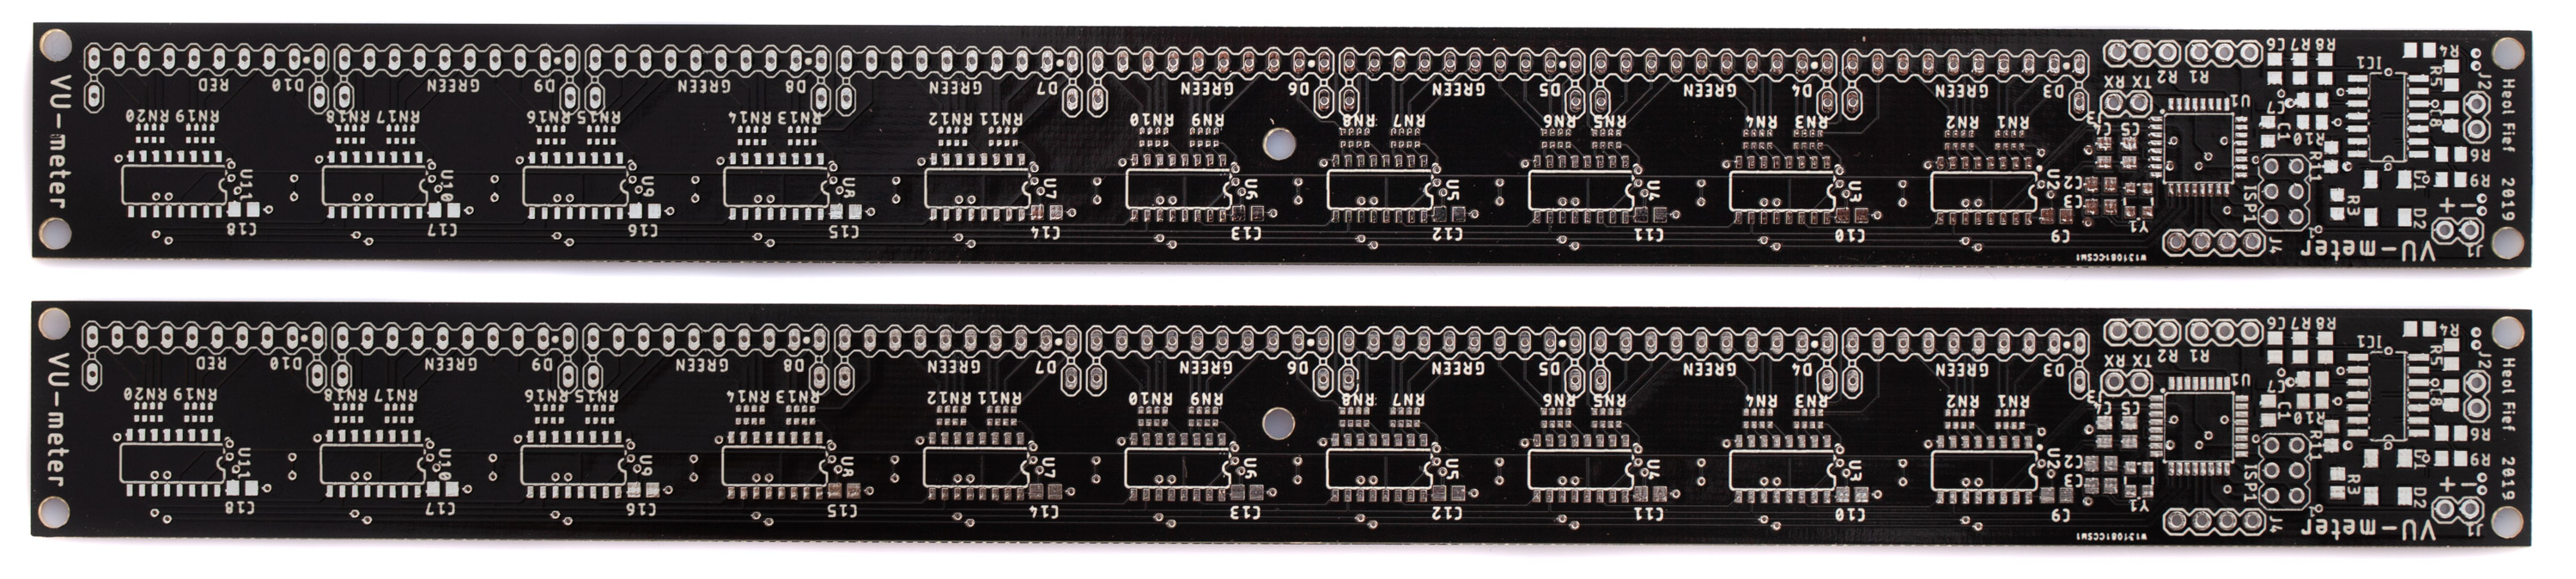 VU-meter
RED D10 GREEN D9 GREEN D8 GREEN D7 GREEN D6 GREEN D5 GREEN D4 GREEN D3
RN20 RN19 RN18 RN17 RN16 RN15 RN14 RN13 RN12 RN11 RN10 RN9 RN8 RN7 RN6 RN5 RN4 RN3 RN2 RN1
U11 U10 U9 U8 U7 U6 U5 U4 U3 U2
C18 C17 C16 C15 C14 C13 C12 C11 C10 C9
RX TX R2 R1 U1
C4 C5
C2
C3
Y1
C6 R7 R8
IC1
R4
R5
J2
C7
C1
R10
R11
C8
R6
R9
ISP1
R3
D1
D2
+ -
J4
J1
VU-meter
W131081CCSM1
Heol Fief 2019
VU-meter
RED D10 GREEN D9 GREEN D8 GREEN D7 GREEN D6 GREEN D5 GREEN D4 GREEN D3
RN20 RN19 RN18 RN17 RN16 RN15 RN14 RN13 RN12 RN11 RN10 RN9 RN8 RN7 RN6 RN5 RN4 RN3 RN2 RN1
U11 U10 U9 U8 U7 U6 U5 U4 U3 U2
C18 C17 C16 C15 C14 C13 C12 C11 C10 C9
RX TX R2 R1 U1
C4 C5
C2
C3
Y1
C6 R7 R8
IC1
R4
R5
J2
C7
C1
R10
R11
C8
R6
R9
ISP1
R3
D1
D2
+ -
J4
J1
VU-meter
W131081CCSM1
Heol Fief 2019